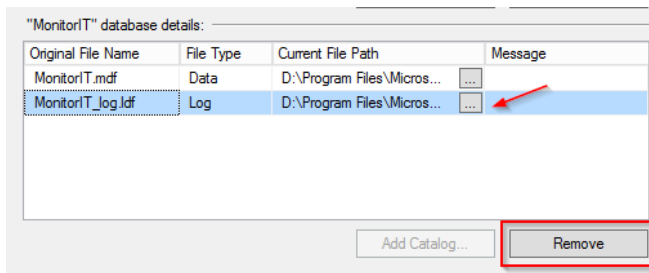 "MonitorIT" database details:
Original File Name File Type Current File Path Message
MonitorIT.mdf Data D:\Program Files\Micros... ...
MonitorIT_log.ldf Log D:\Program Files\Micros... ...
Add Catalog... Remove